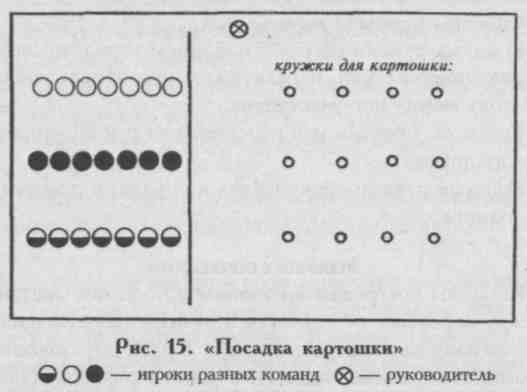 кружки для картошки:
Рис. 15. «Посадка картошки»
— игроки разных команд — руководитель